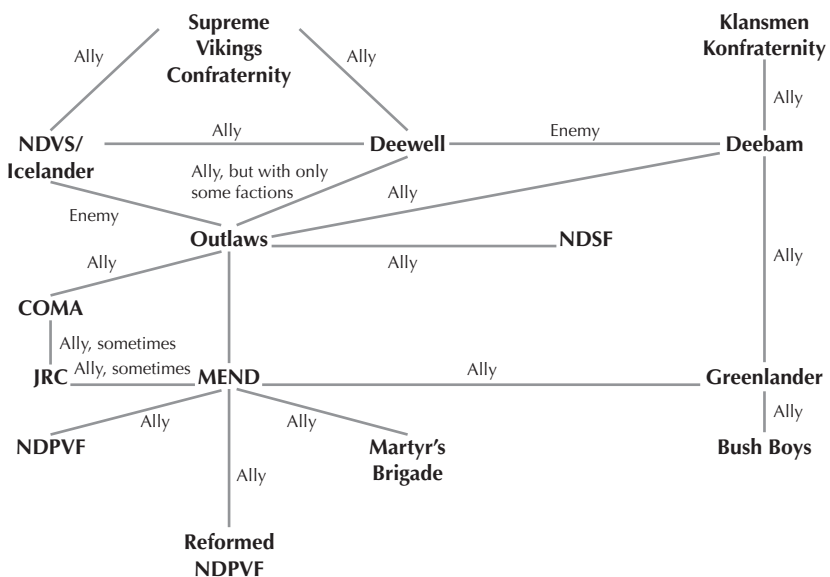 Supreme
Vikings
Confraternity
Klansmen
Konfraternity
Ally
Ally
Ally
NDVS/
Icelander
Ally
Deewell
Enemy
Deebam
Ally, but with only
some factions
Ally
Enemy
Outlaws
Ally
NDSF
Ally
Ally
COMA
Ally, sometimes
JRC
Ally, sometimes
MEND
Ally
Greenlander
Ally
Ally
Ally
NDPVF
Martyr's
Brigade
Bush Boys
Ally
Reformed
NDPVF